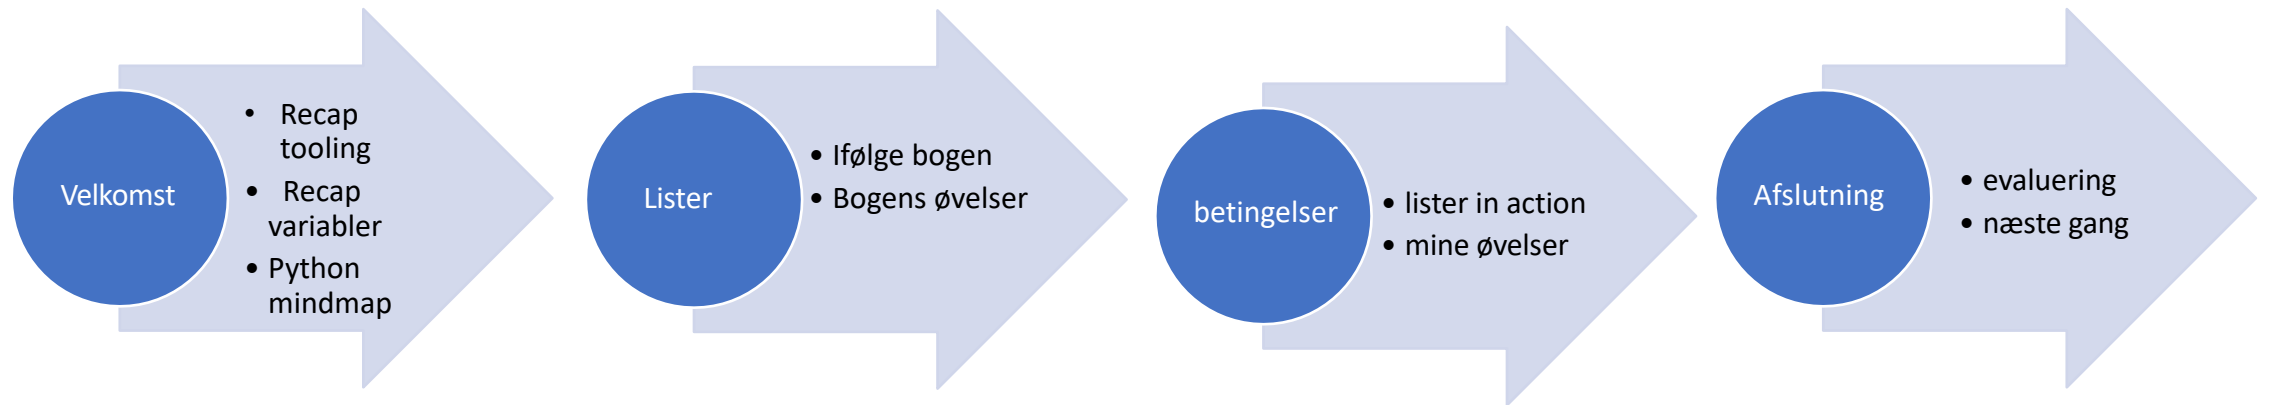 Velkomst
• Recap
tooling
• Recap
variabler
• Python
mindmap
Lister
• Ifølge bogen
• Bogens øvelser
betingelser
• lister in action
• mine øvelser
Afslutning
• evaluering
• næste gang